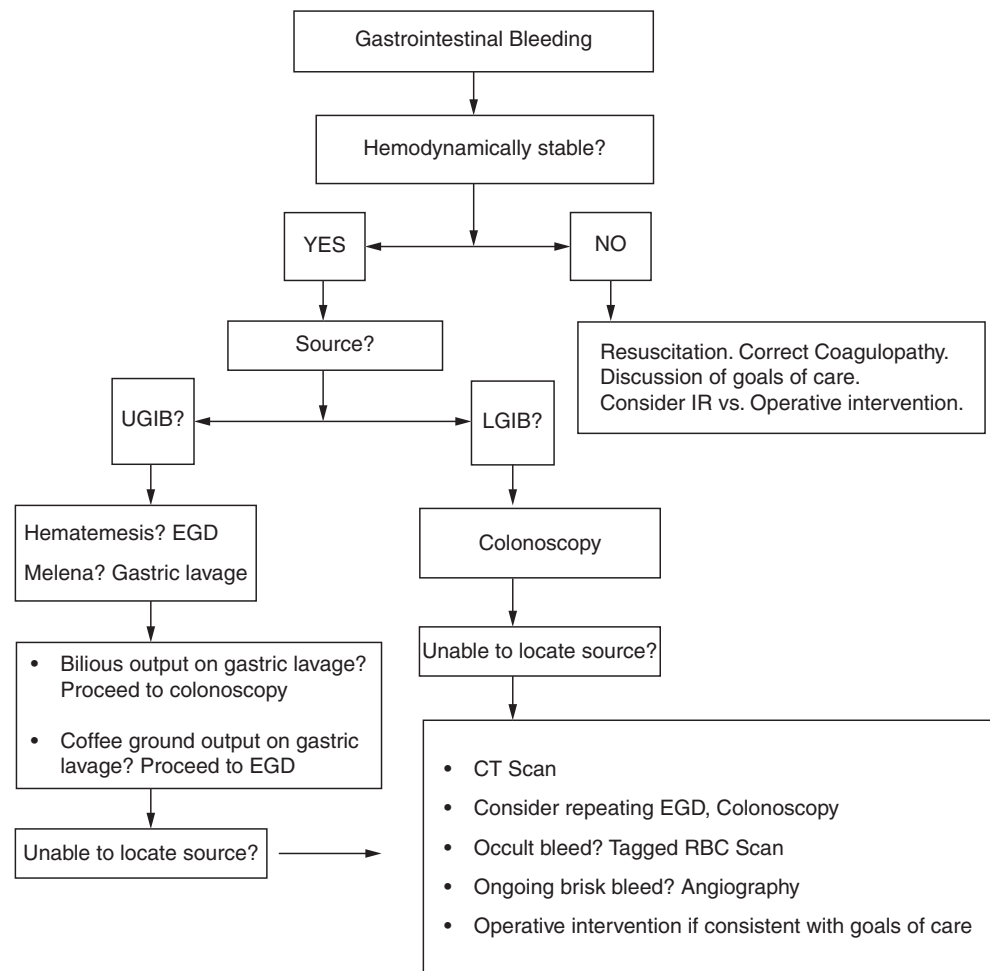 Gastrointestinal Bleeding
Hemodynamically stable?
YES
NO
Source?
Resuscitation. Correct Coagulopathy.
Discussion of goals of care.
Consider IR vs. Operative intervention.
UGIB?
LGIB?
Hematemesis? EGD
Melena? Gastric lavage
Colonoscopy
• Bilious output on gastric lavage?
Proceed to colonoscopy
• Coffee ground output on gastric
lavage? Proceed to EGD
Unable to locate source?
Unable to locate source?
• CT Scan
• Consider repeating EGD, Colonoscopy
• Occult bleed? Tagged RBC Scan
• Ongoing brisk bleed? Angiography
• Operative intervention if consistent with goals of care